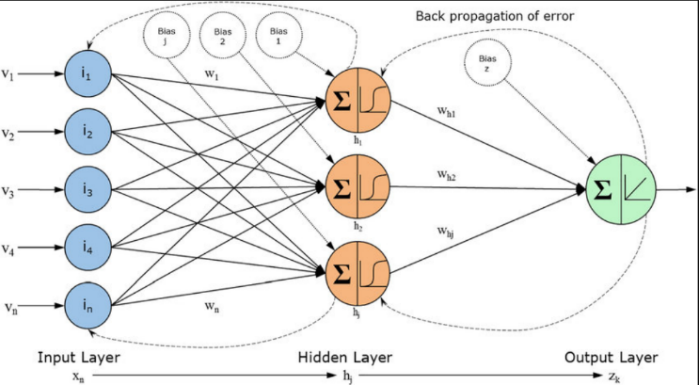 Back propagation of error
Bias
j
Bias
2
Bias
1
Bias
z
v1
i1
w1
Σ
h1
wh1
v2
i2
v3
i3
Σ
h2
wh2
Σ
v4
i4
whj
Σ
hj
vn
in
wn
Input Layer
Hidden Layer
Output Layer
xn
hj
zk